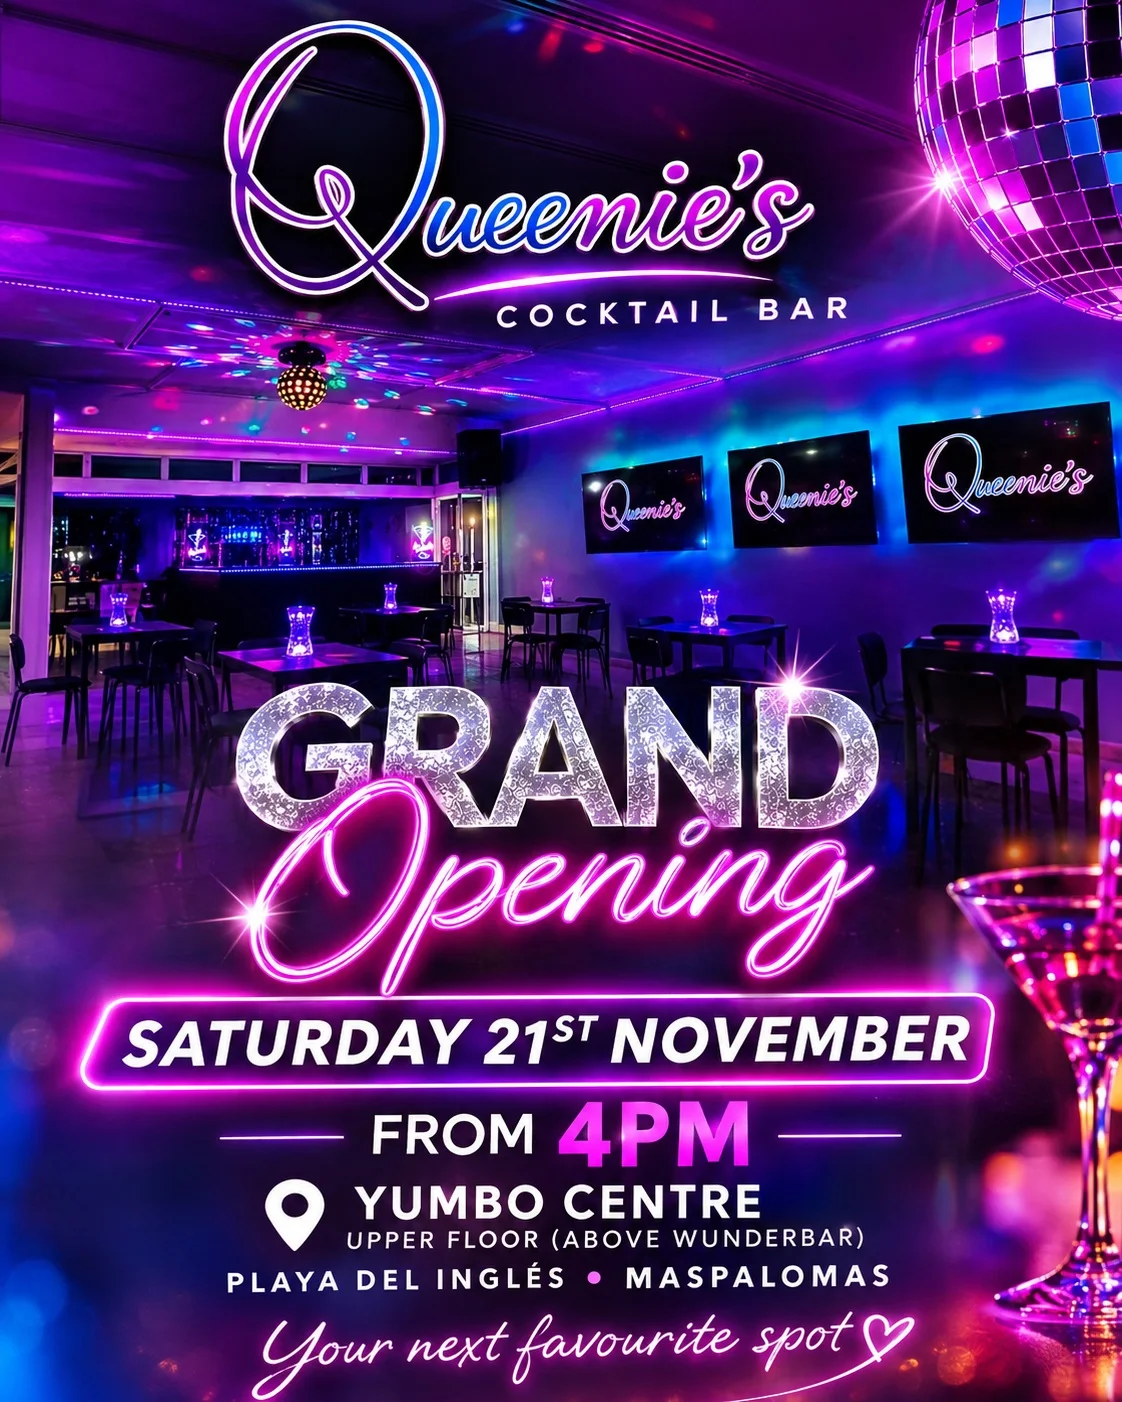 Queenie's
COCKTAIL BAR
Queenie's
Queenie's
Queenie's
GRAND
Opening
SATURDAY 21ST NOVEMBER
FROM 4PM
YUMBO CENTRE
UPPER FLOOR (ABOVE WUNDERBAR)
PLAYA DEL INGLÉS • MASPALOMAS
Your next favourite spot